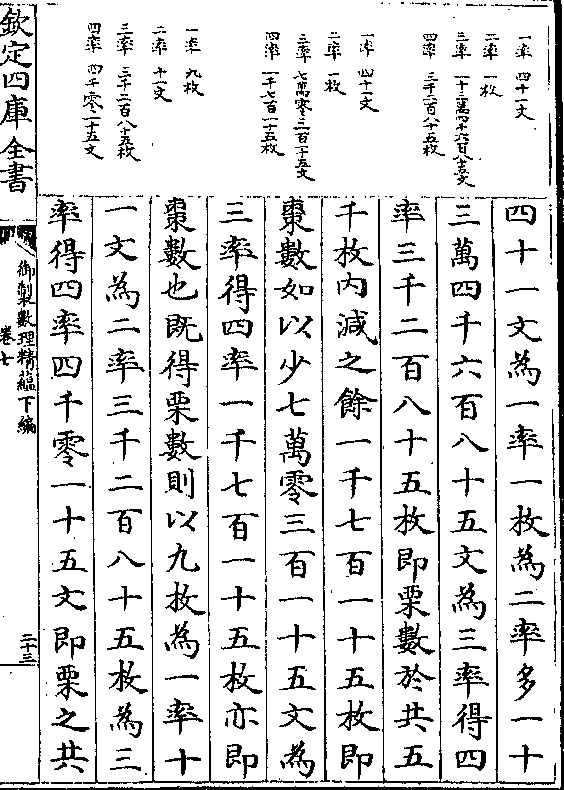 一率 四十一文
二率 一枚
三率 一十三萬四千六百八十五文
四率 三千二百八十五枚
一率 四十一文
二率 一枚
三率 七萬零三百一十五文
四率 一千七百一十五枚
一率 九枚
二率 十一文
三率 三千二百八十五枚
四率 四千零一十五文
四十一文為一率一枚為二率多一十
三萬四千六百八十五文為三率得四
率三千二百八十五枚即栗數於共五
千枚内減之餘一千七百一十五枚即
棗數如以少七萬零三百一十五文為
三率得四率一千七百一十五枚亦即
棗數也既得栗數則以九枚為一率十
一文為二率三千二百八十五枚為三
率得四率四千零一十五文即栗之共
欽定四庫全書
御製數理精藴下編
卷七
二十三